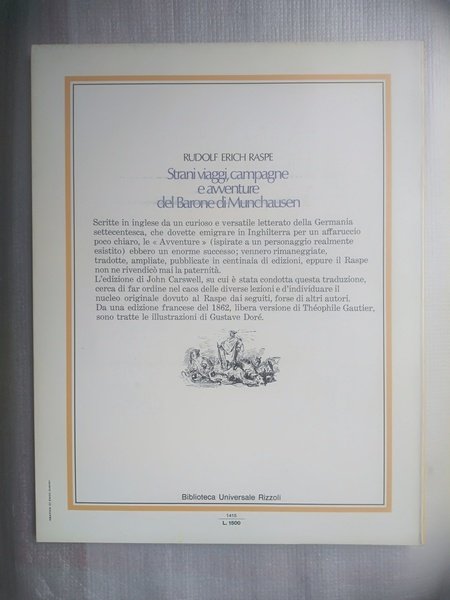 RUDOLF ERICH RASPE
Strani viaggi, campagne
e avventure
del Barone di Munchausen
Scritte in inglese da un curioso e versatile letterato della Germania
settecentesca, che dovette emigrare in Inghilterra per un affaruccio
poco chiaro, le « Avventure » (ispirate a un personaggio realmente
esistito) ebbero un enorme successo; vennero rimaneggiate,
tradotte, ampliate, pubblicate in centinaia di edizioni, eppure il Raspe
non ne rivendicò mai la paternità.
L'edizione di John Carswell, su cui è stata condotta questa traduzione,
cerca di far ordine nel caos delle diverse lezioni e d'individuare il
nucleo originale dovuto al Raspe dai seguiti, forse di altri autori.
Da una edizione francese del 1862, libera versione di Théophile Gautier,
sono tratte le illustrazioni di Gustave Doré.
Biblioteca Universale Rizzoli
1415
L. 1500